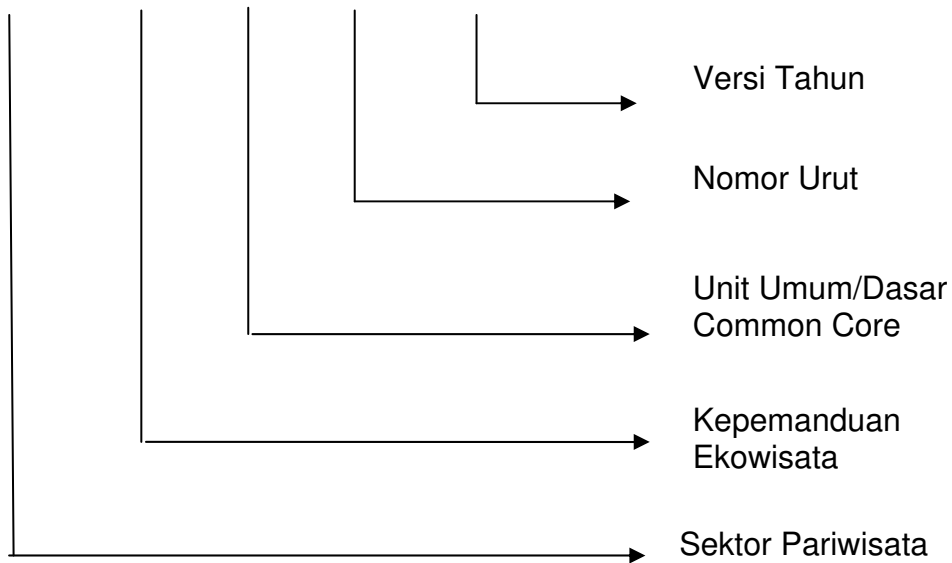 Versi Tahun
Nomor Urut
Unit Umum/Dasar
Common Core
Kepemanduan
Ekowisata
Sektor Pariwisata